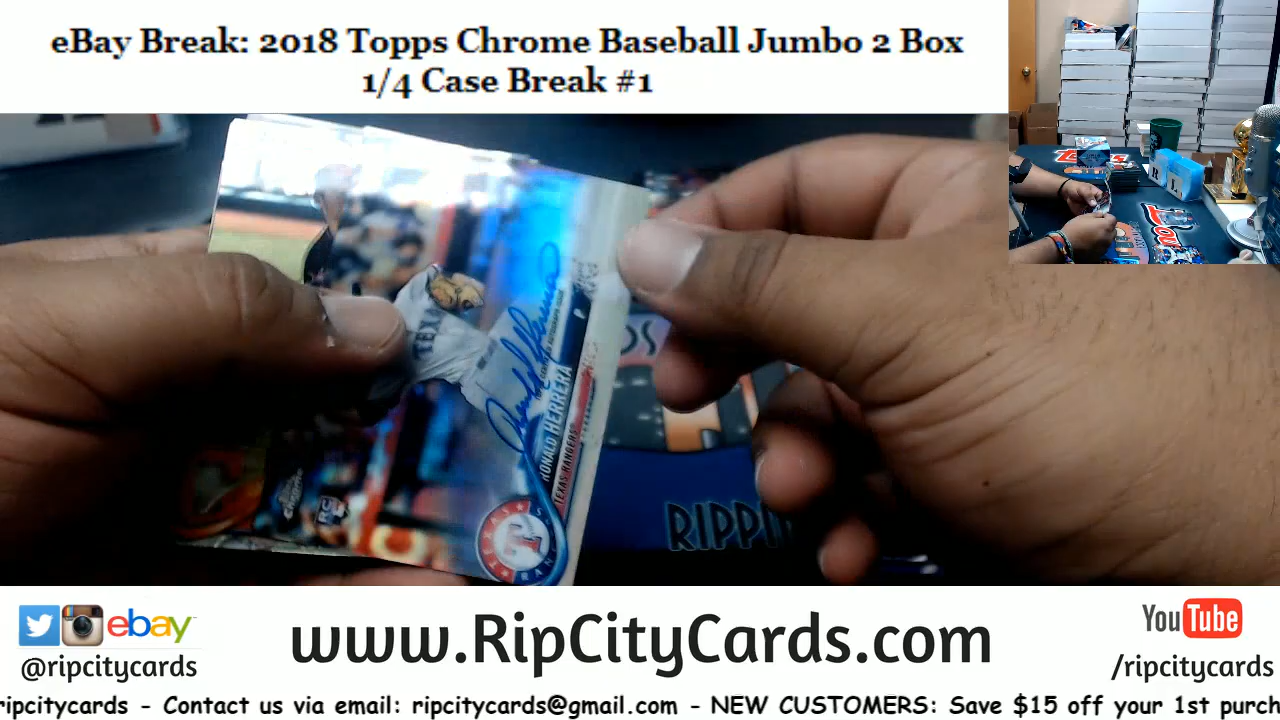 eBay Break: 2018 Topps Chrome Baseball Jumbo 2 Box
1/4 Case Break #1
TEXAS
RONALD HERRERA
TEXAS RANGERS
RC
RIPPI
ebay
www.RipCityCards.com
YouTube
@ripcitycards
/ripcitycards
ripcitycards - Contact us via email: ripcitycards@gmail.com - NEW CUSTOMERS: Save $15 off your 1st purch